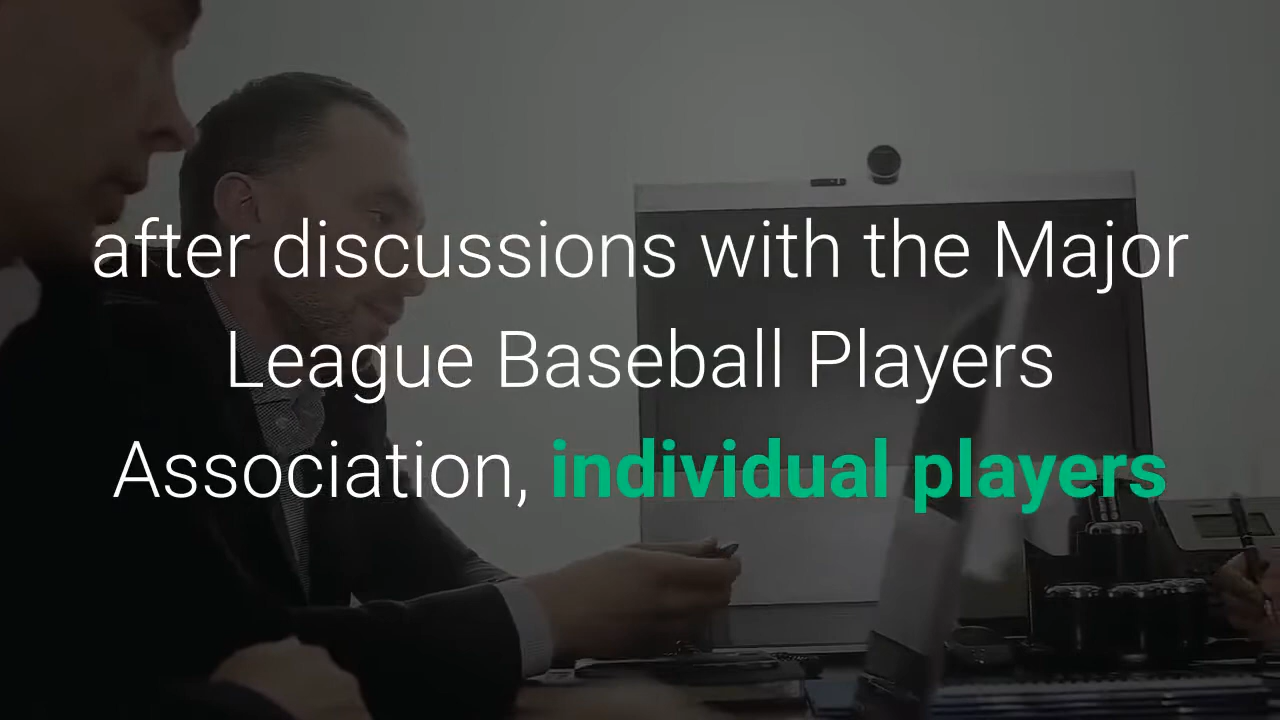 after discussions with the Major
League Baseball Players
Association, individual players